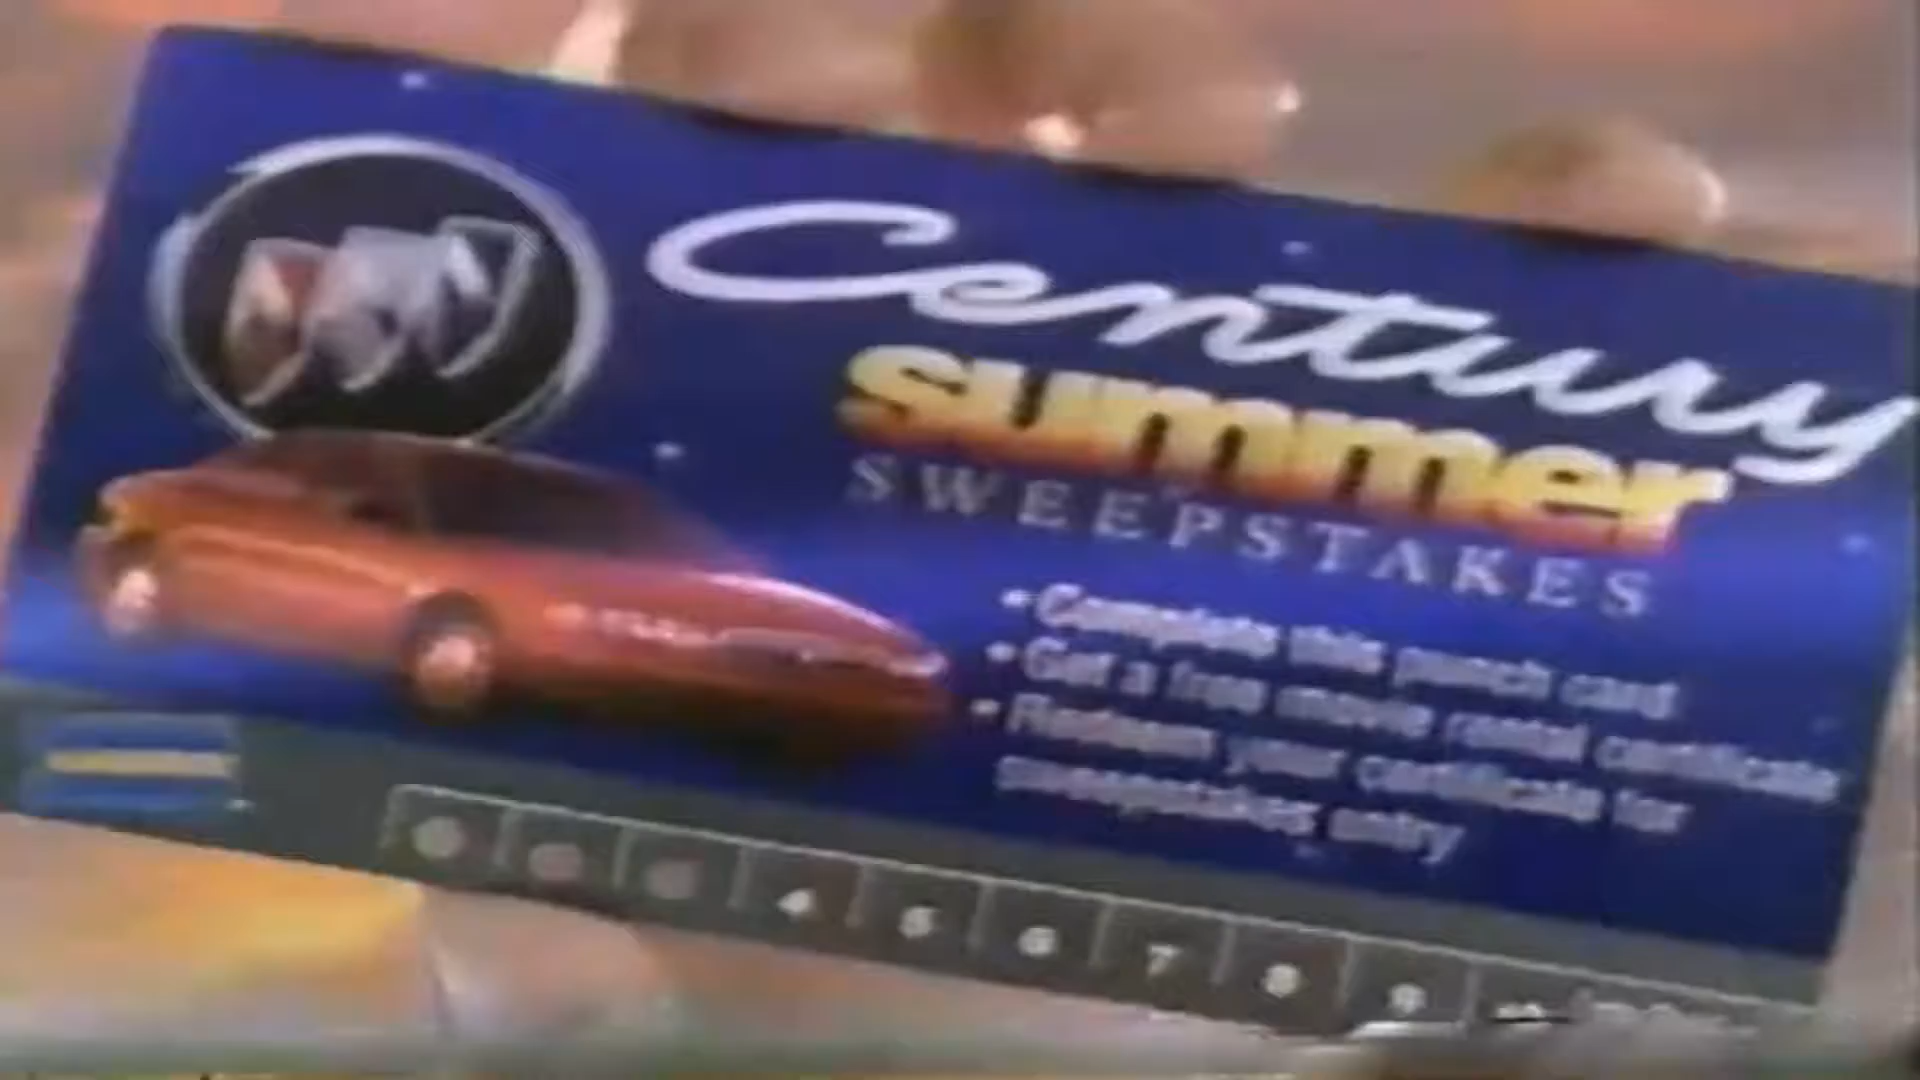 Century
summer
SWEEPSTAKES
• Complete this punch card
• Get a free movie rental certificate
• Redeem your certificate for
sweepstakes entry
4 5 6 7 8 9 10